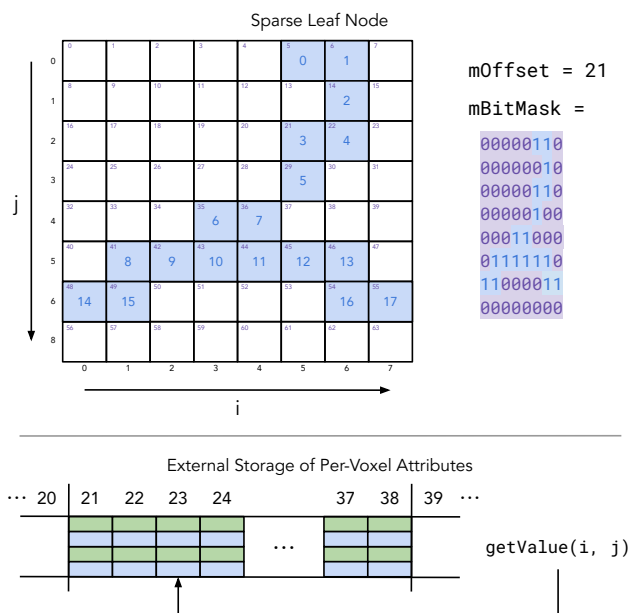 Sparse Leaf Node
0 1 2 3 4 5 6 7
0 0 1
8 9 10 11 12 13 14 15
1 2
16 17 18 19 20 21 22 23
2 3 4
24 25 26 27 28 29 30 31
3 5
32 33 34 35 36 37 38 39
4 6 7
40 41 42 43 44 45 46 47
5 8 9 10 11 12 13
48 49 50 51 52 53 54 55
6 14 15 16 17
56 57 58 59 60 61 62 63
8
0 1 2 3 4 5 6 7
j
i
mOffset = 21
mBitMask =
00000110
00000010
00000110
00000100
00011000
01111110
11000011
00000000
External Storage of Per-Voxel Attributes
··· 20 21 22 23 24 37 38 39 ···
···
getValue(i, j)